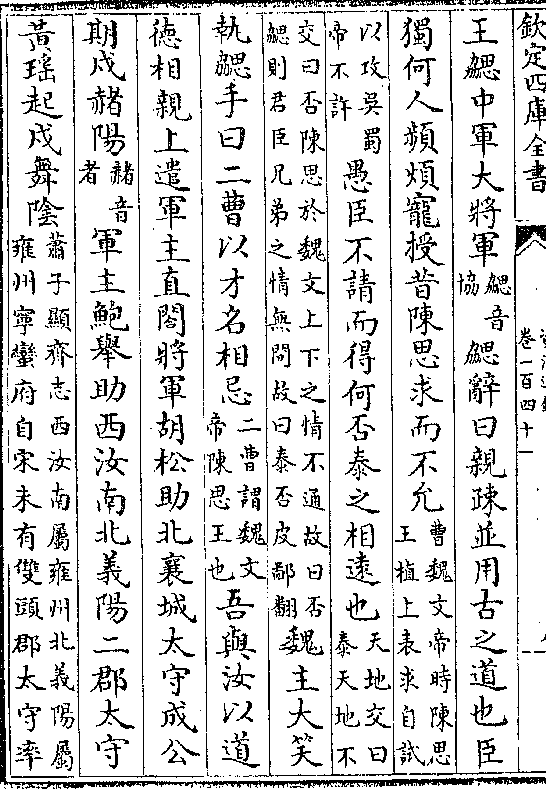 欽定四庫全書
卷一百四十一
王勰中軍大將軍勰音協勰辭曰親疎並用古之道也臣
獨何人頻煩寵授昔陳思求而不允曹魏文帝時陳思王植上表求自試
以攻吳蜀帝不許愚臣不請而得何否泰之相逺也天地交曰泰天地不
交曰否陳思於魏文上下之情不通故曰否勰則君臣兄弟之情無間故曰泰否皮鄙翻魏主大笑
執勰手曰二曹以才名相忌二曹謂魏文帝陳思王也吾與汝以道
德相親上遣軍主直閤將軍胡松助北襄城太守成公
期戍赭陽赭音者軍主鮑舉助西汝南北義陽二郡太守
黃瑶起戍舞隂蕭子顯齊志西汝南屬雍州北義陽屬雍州寧蠻府自宋末有雙頭郡太守率